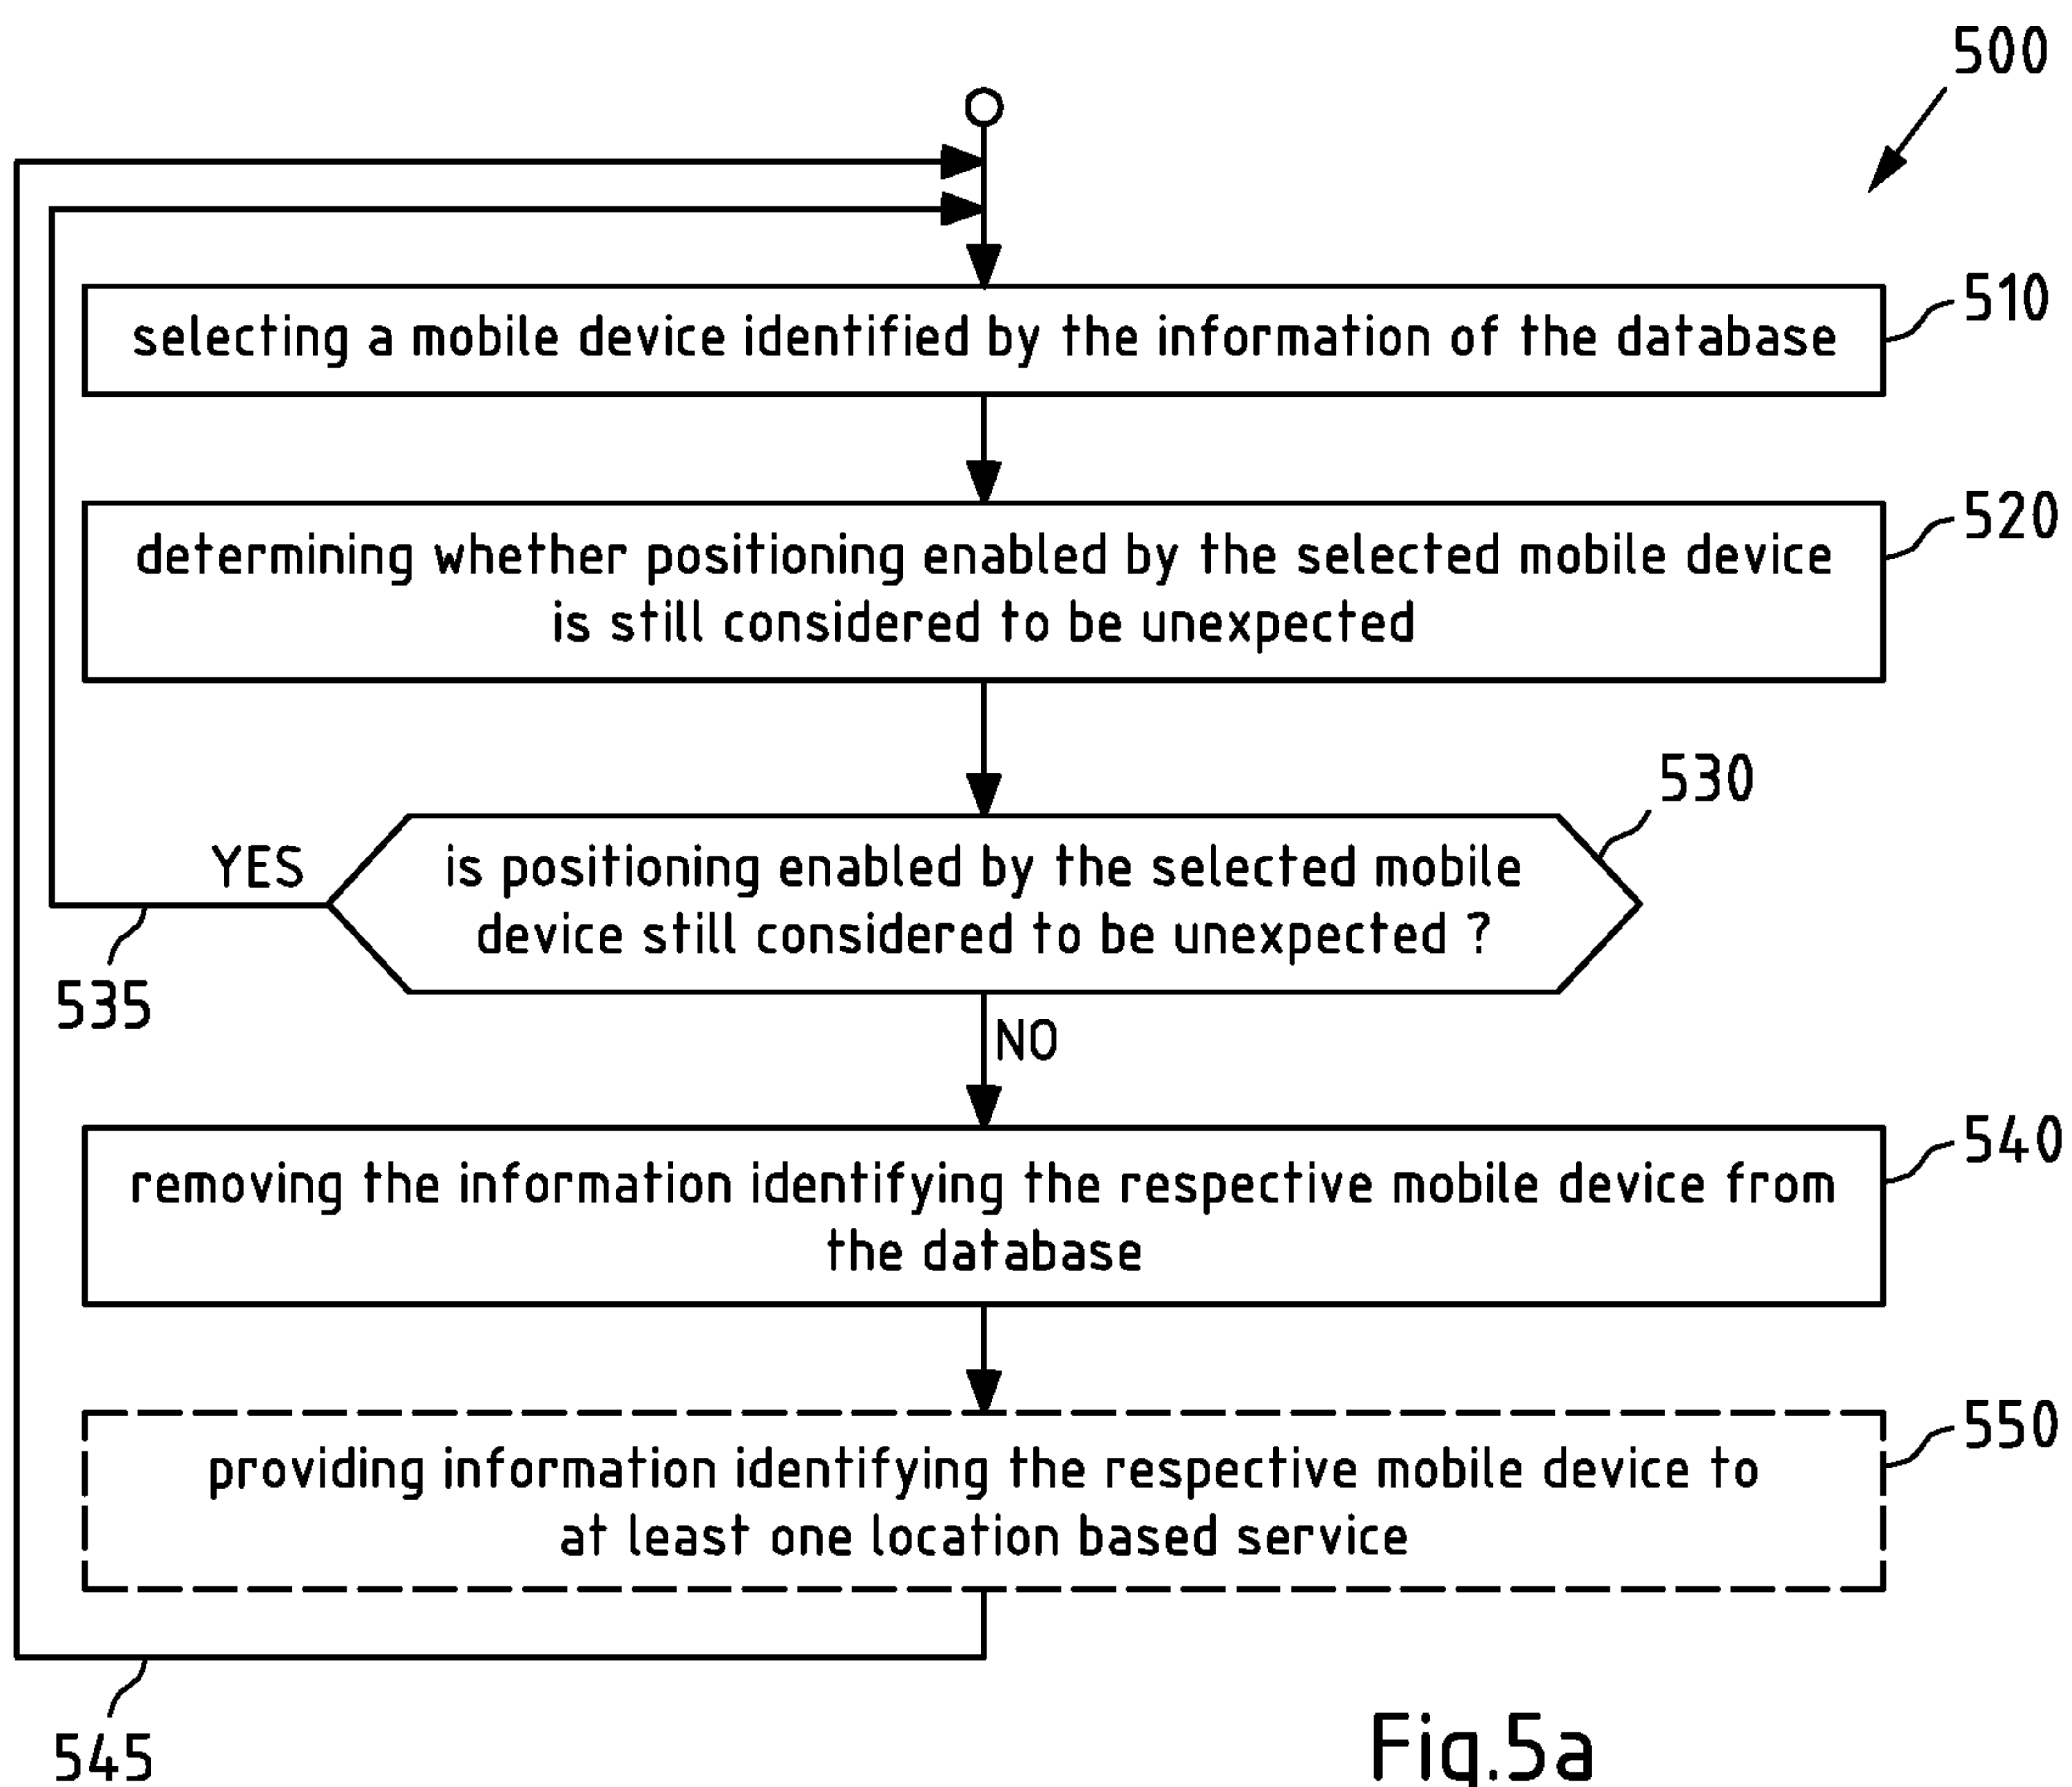 500
selecting a mobile device identified by the information of the database
510
determining whether positioning enabled by the selected mobile device
is still considered to be unexpected
520
530
YES
is positioning enabled by the selected mobile
device still considered to be unexpected ?
535
NO
removing the information identifying the respective mobile device from
the database
540
providing information identifying the respective mobile device to
at least one location based service
550
545
Fig.5a